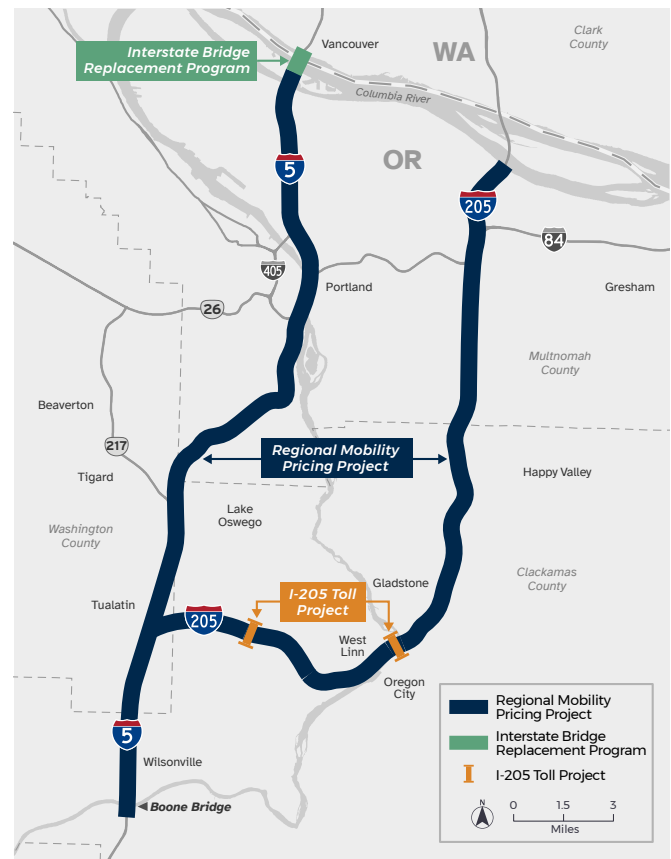 Interstate Bridge
Replacement Program
Vancouver
WA
Clark
County
Columbia River
OR
5
205
84
405
Portland
Gresham
26
Multnomah
County
Beaverton
217
Regional Mobility
Pricing Project
Tigard
Happy Valley
Lake
Oswego
Washington
County
Gladstone
Clackamas
County
I-205 Toll
Project
Tualatin
205
West
Linn
Oregon
City
5
Wilsonville
Boone Bridge
Regional Mobility
Pricing Project
Interstate Bridge
Replacement Program
I-205 Toll Project
N
0 1.5 3
Miles